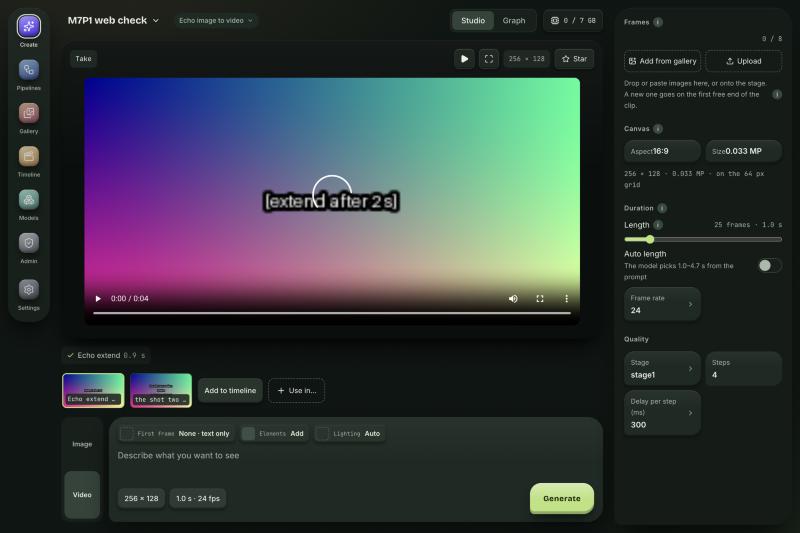 Create
Pipelines
Gallery
Timeline
Models
Admin
Settings
M7P1 web check
Echo image to video
Studio
Graph
0 / 7 GB
Take
256 × 128
Star
[extend after 2 s]
0:00 / 0:04
Echo extend 0.9 s
Echo extend …
the shot two …
Add to timeline
Use in…
Image
Video
First frame None · text only
Elements Add
Lighting Auto
Describe what you want to see
256 × 128
1.0 s · 24 fps
Generate
Frames
0 / 8
Add from gallery
Upload
Drop or paste images here, or onto the stage.
A new one goes on the first free end of the
clip.
Canvas
Aspect 16:9
Size 0.033 MP
256 × 128 · 0.033 MP · on the 64 px
grid
Duration
Length
25 frames · 1.0 s
Auto length
The model picks 1.0–4.7 s from the
prompt
Frame rate
24
Quality
Stage
stage1
Steps
4
Delay per step
(ms)
300